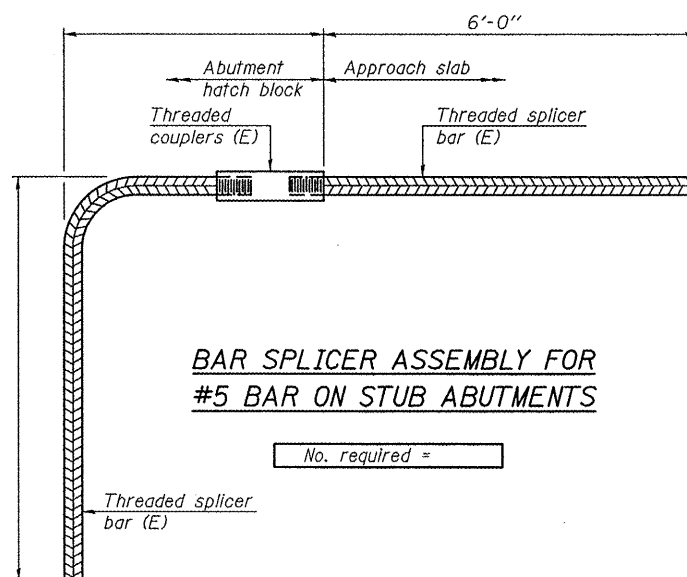 6'-0"
Abutment
hatch block
Approach slab
Threaded
couplers (E)
Threaded splicer
bar (E)
BAR SPLICER ASSEMBLY FOR
#5 BAR ON STUB ABUTMENTS
No. required =
Threaded splicer
bar (E)